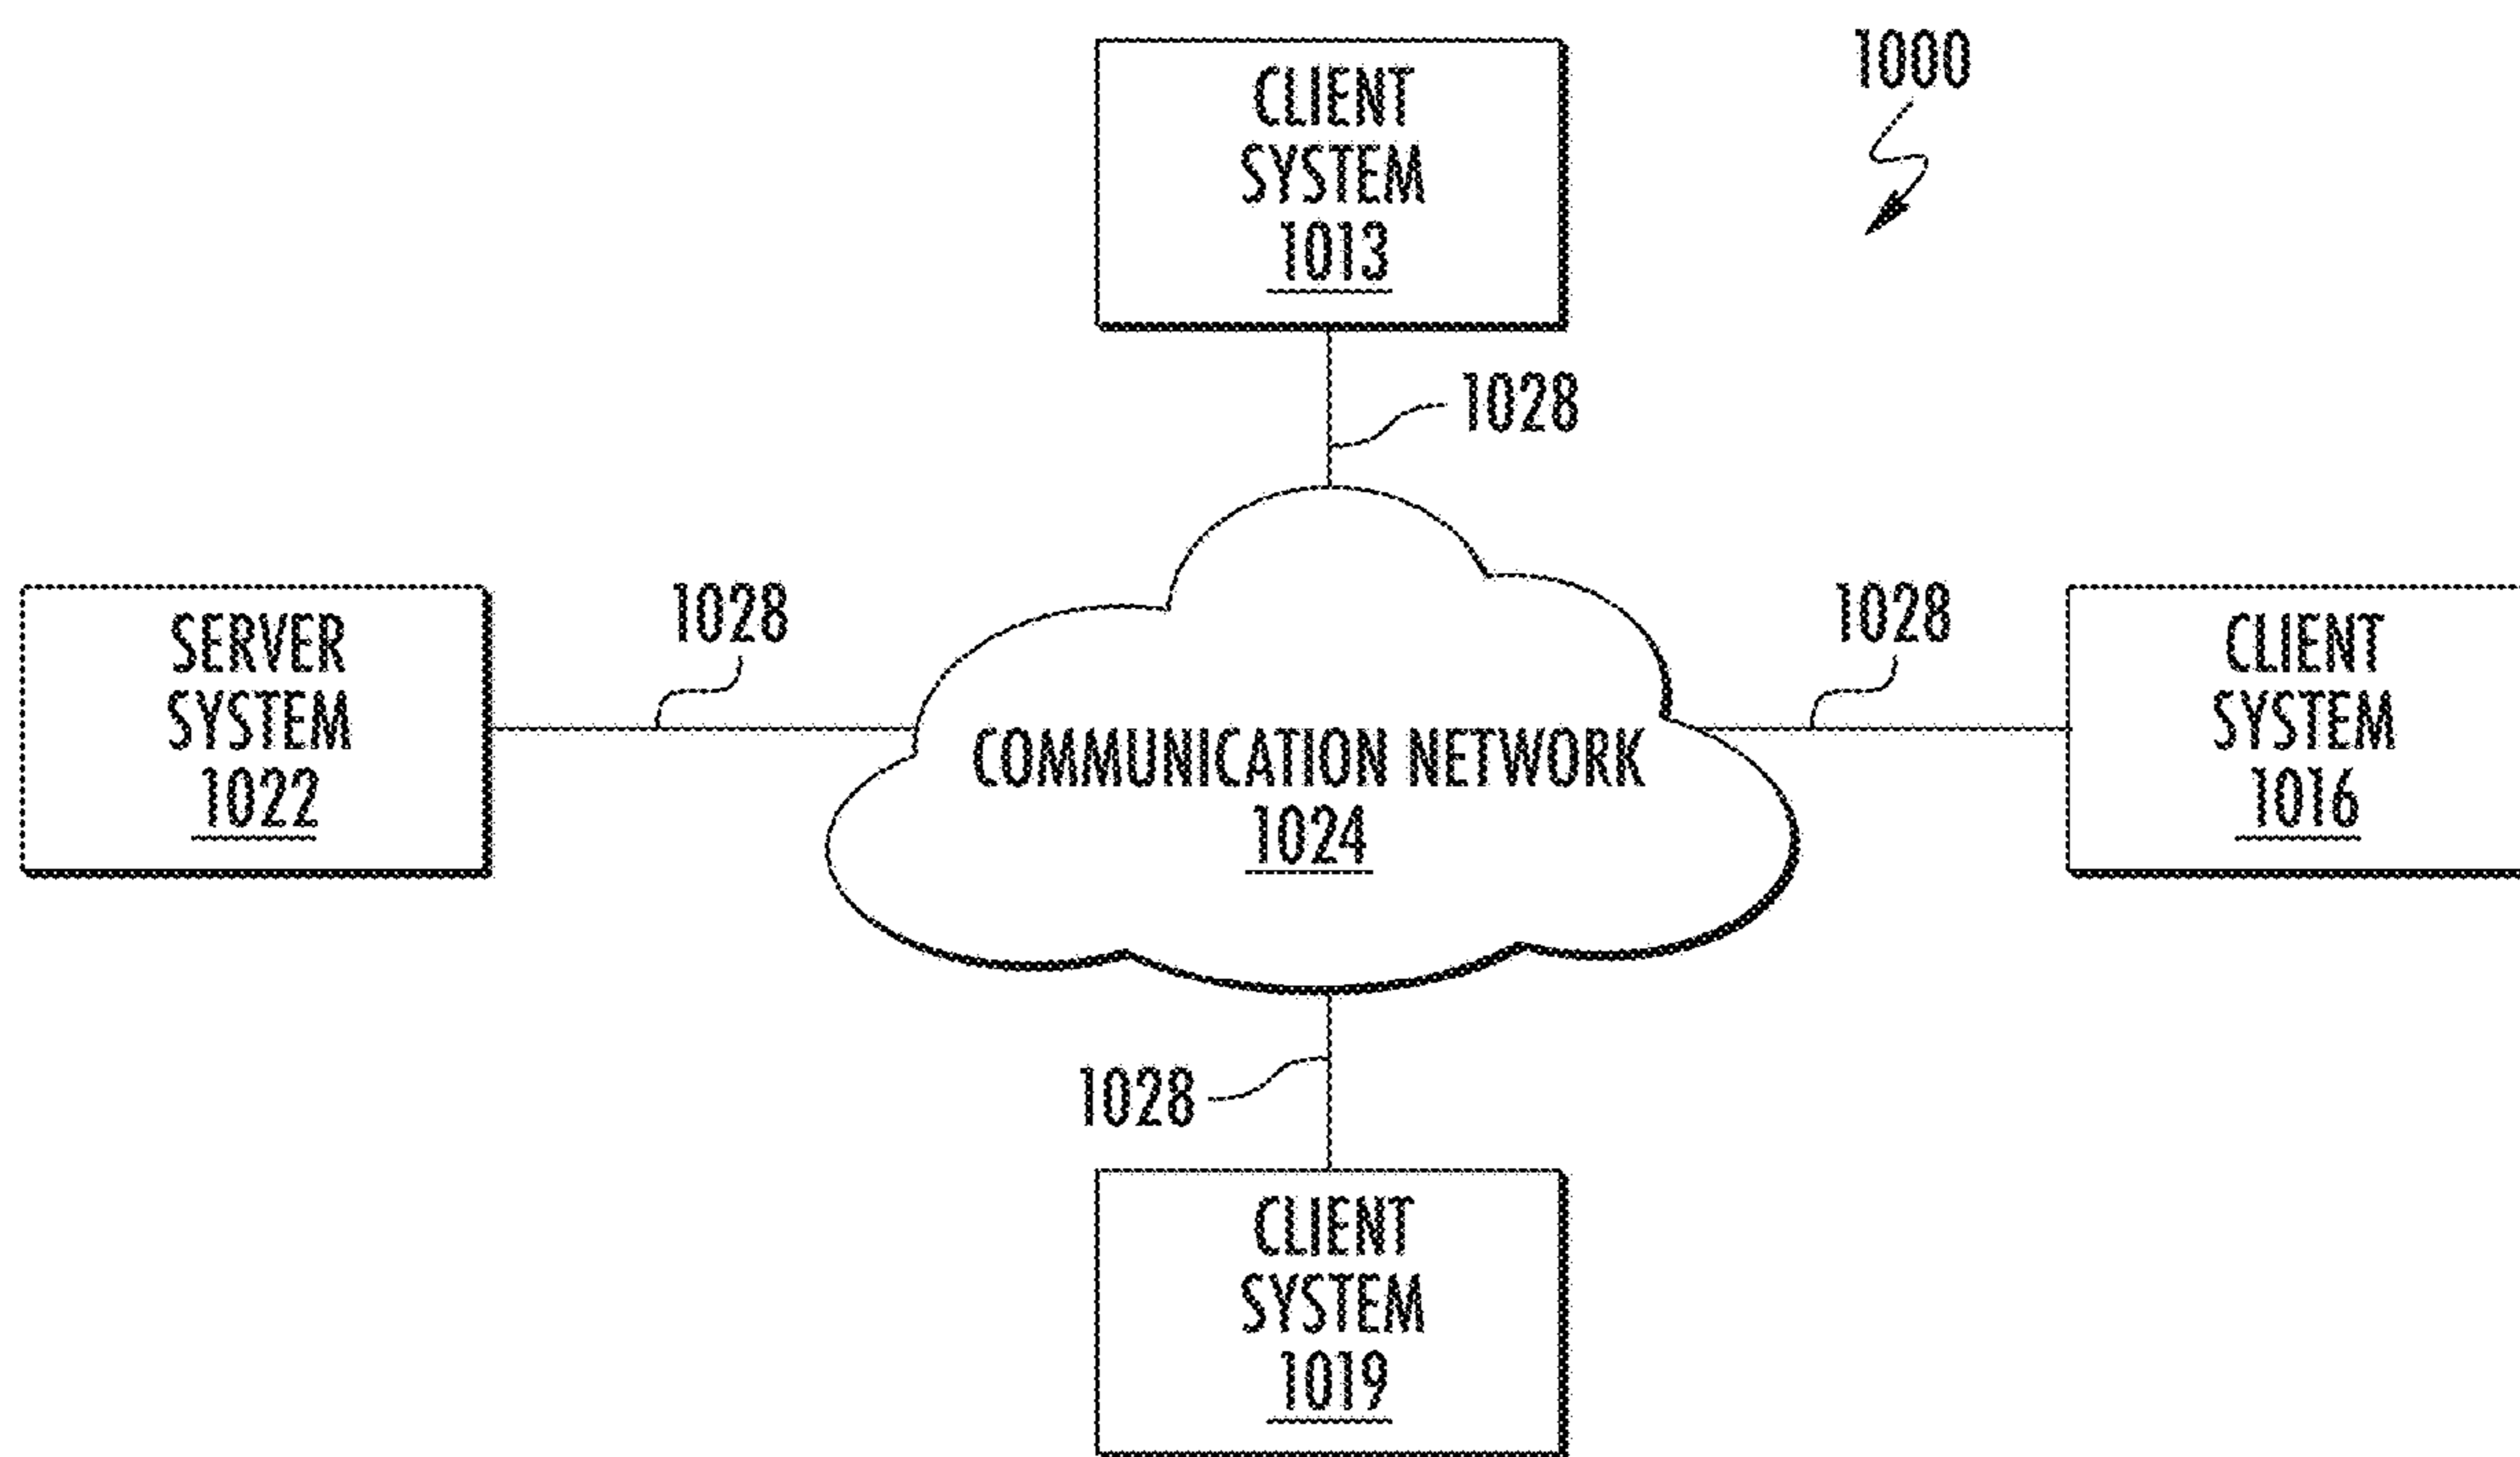 CLIENT
SYSTEM
1013
1000
1028
SERVER
SYSTEM
1022
1028
COMMUNICATION NETWORK
1024
1028
CLIENT
SYSTEM
1016
1028
CLIENT
SYSTEM
1019